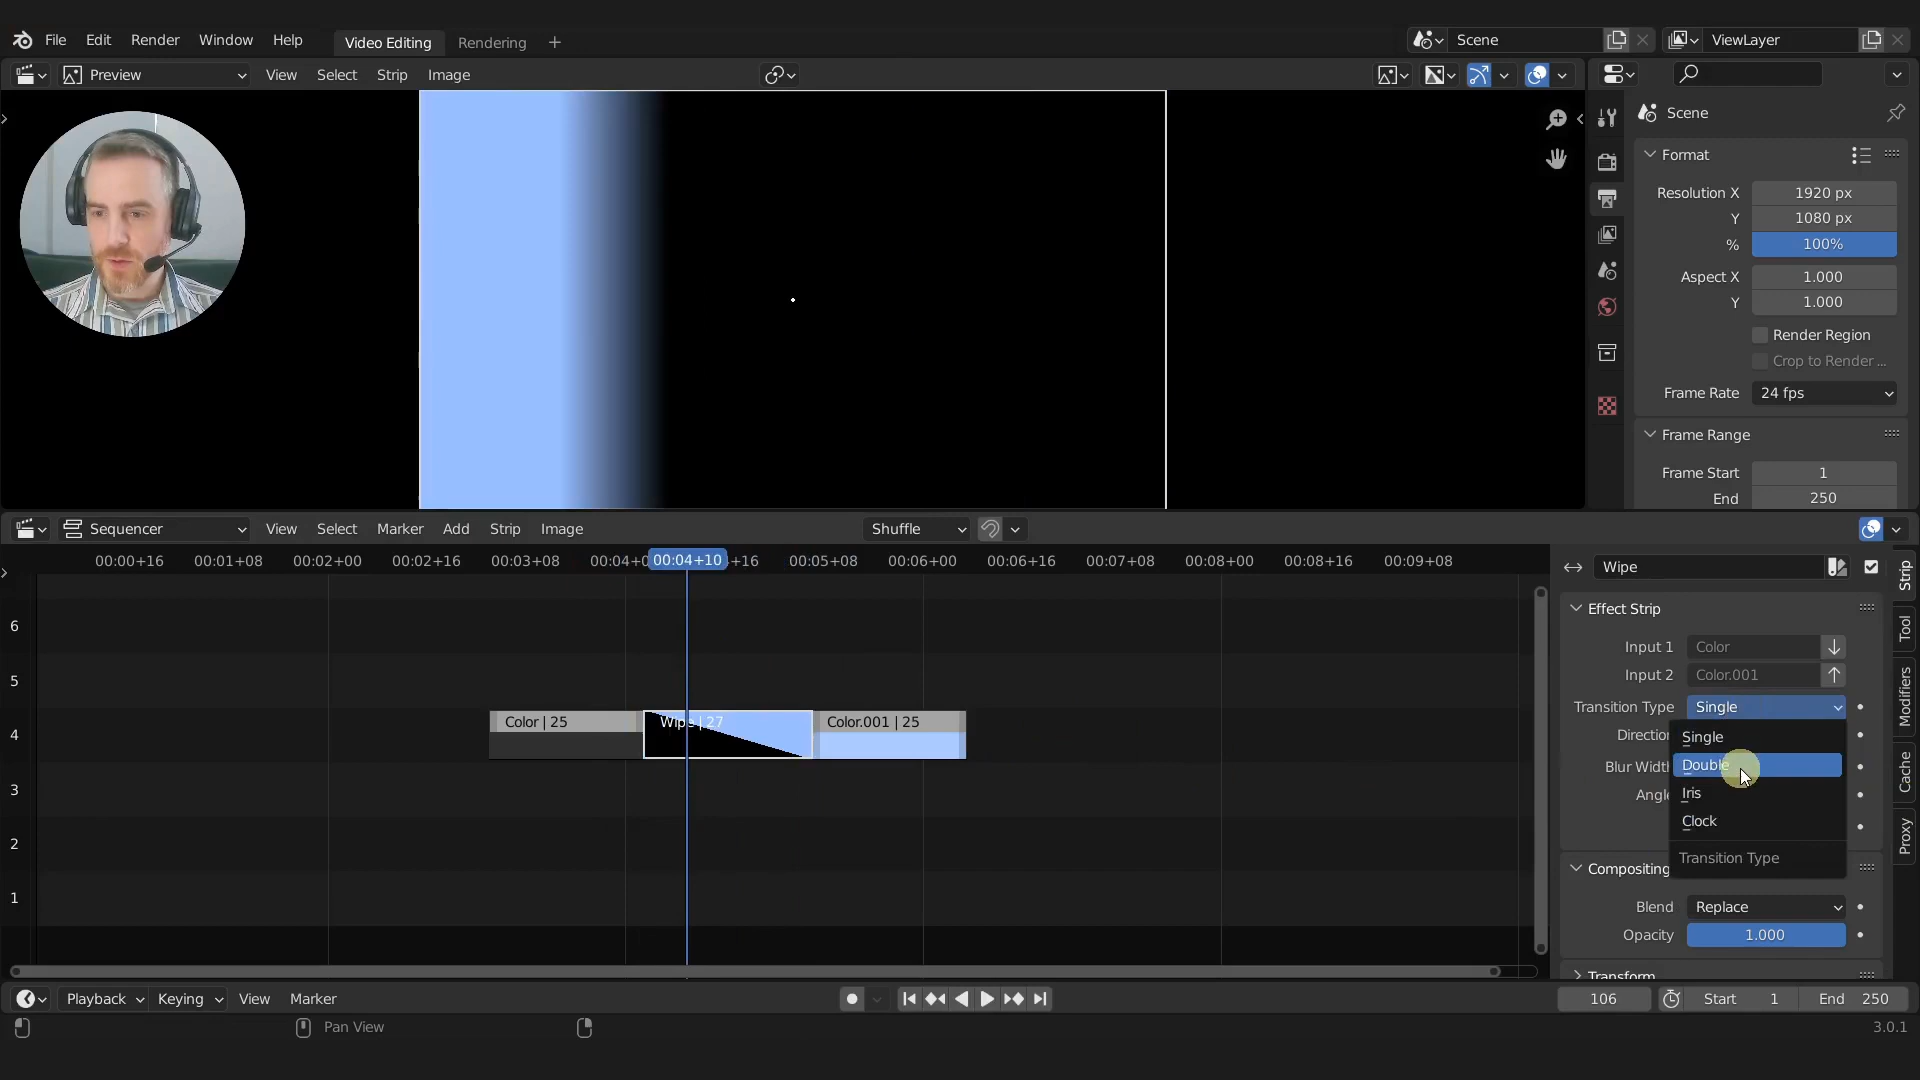 File Edit Render Window Help Video Editing Rendering + Scene ViewLayer
Preview View Select Strip Image
Scene
Format
Resolution X 1920 px
Y 1080 px
% 100%
Aspect X 1.000
Y 1.000
Render Region
Crop to Render ...
Frame Rate 24 fps
Frame Range
Frame Start 1
End 250
Sequencer View Select Marker Add Strip Image Shuffle
00:00+16 00:01+08 00:02+00 00:02+16 00:03+08 00:04+0 00:04+10 +16 00:05+08 00:06+00 00:06+16 00:07+08 00:08+00 00:08+16 00:09+08
Wipe
Strip
Tool
Modifiers
Cache
Proxy
Effect Strip
Input 1 Color
Input 2 Color.001
Transition Type Single
Direction
Single
Blur Width
Double
Angle
Iris
Clock
Transition Type
Compositing
Blend Replace
Opacity 1.000
Transform
6
5
4
3
2
1
Color | 25 Wipe | 27 Color.001 | 25
Playback Keying View Marker 106 Start 1 End 250
Pan View 3.0.1